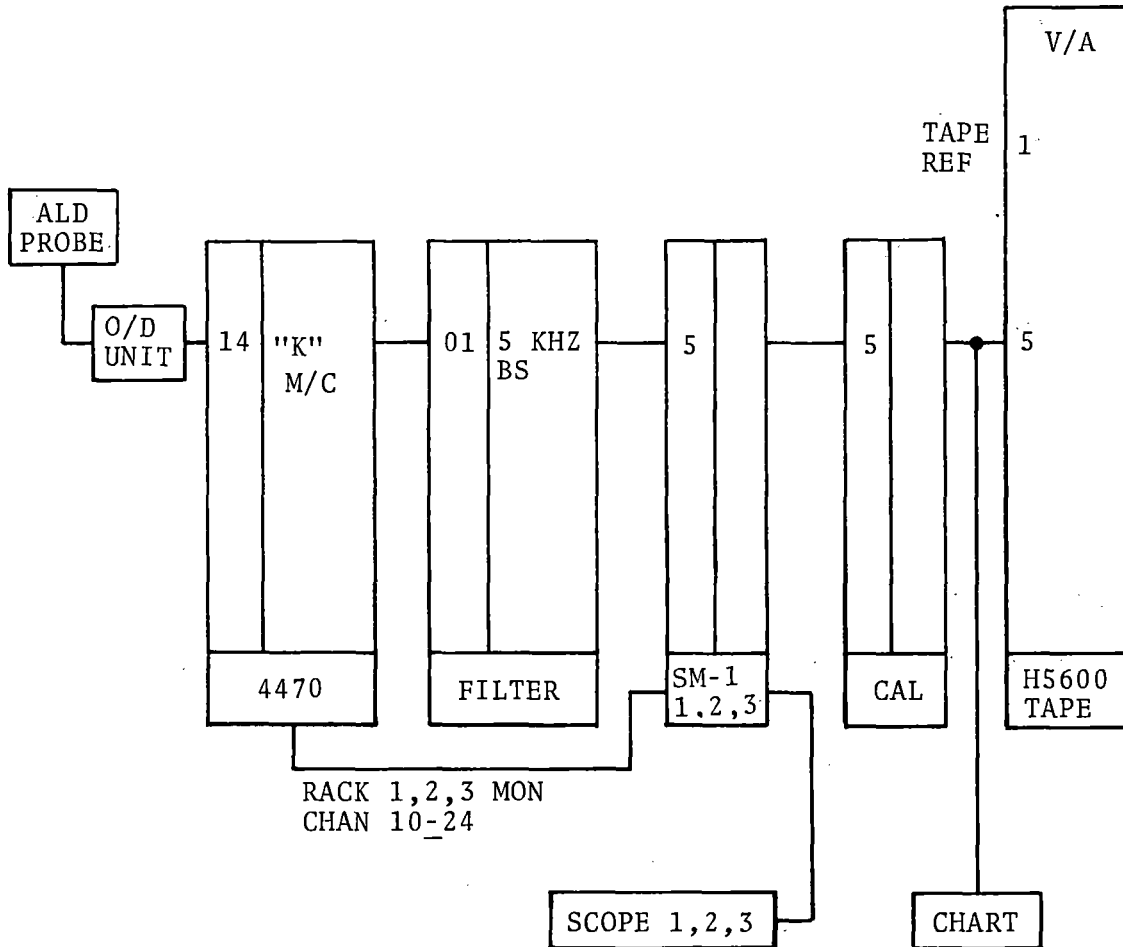 V/A
TAPE
REF
1
ALD
PROBE
O/D
UNIT
14
"K"
M/C
01
5 KHZ
BS
5
5
5
4470
FILTER
SM-1
1,2,3
CAL
H5600
TAPE
RACK 1,2,3 MON
CHAN 10-24
SCOPE 1,2,3
CHART